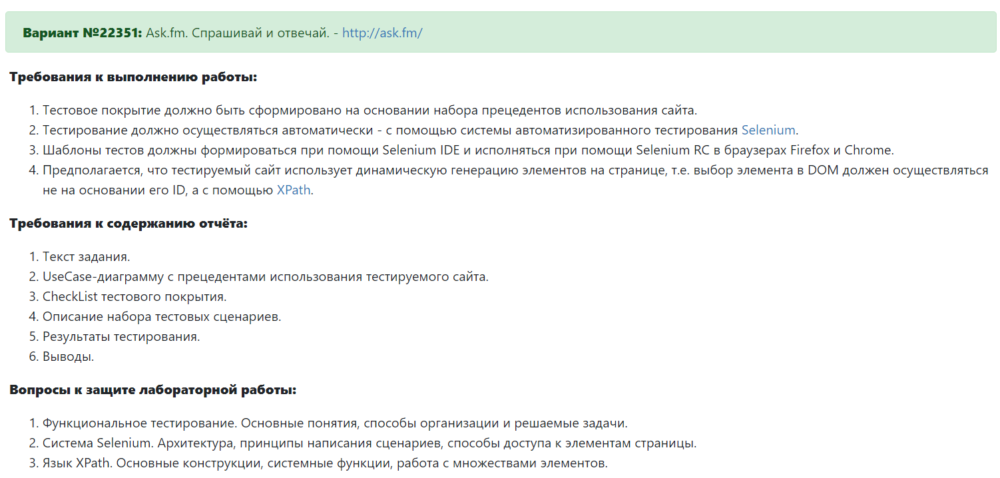 Вариант №22351: Ask.fm. Спрашивай и отвечай. - http://ask.fm/
Требования к выполнению работы:
1. Тестовое покрытие должно быть сформировано на основании набора прецедентов использования сайта.
2. Тестирование должно осуществляться автоматически - с помощью системы автоматизированного тестирования Selenium.
3. Шаблоны тестов должны формироваться при помощи Selenium IDE и исполняться при помощи Selenium RC в браузерах Firefox и Chrome.
4. Предполагается, что тестируемый сайт использует динамическую генерацию элементов на странице, т.е. выбор элемента в DOM должен осуществляться
не на основании его ID, а с помощью XPath.
Требования к содержанию отчёта:
1. Текст задания.
2. UseCase-диаграмму с прецедентами использования тестируемого сайта.
3. CheckList тестового покрытия.
4. Описание набора тестовых сценариев.
5. Результаты тестирования.
6. Выводы.
Вопросы к защите лабораторной работы:
1. Функциональное тестирование. Основные понятия, способы организации и решаемые задачи.
2. Система Selenium. Архитектура, принципы написания сценариев, способы доступа к элементам страницы.
3. Язык XPath. Основные конструкции, системные функции, работа с множествами элементов.